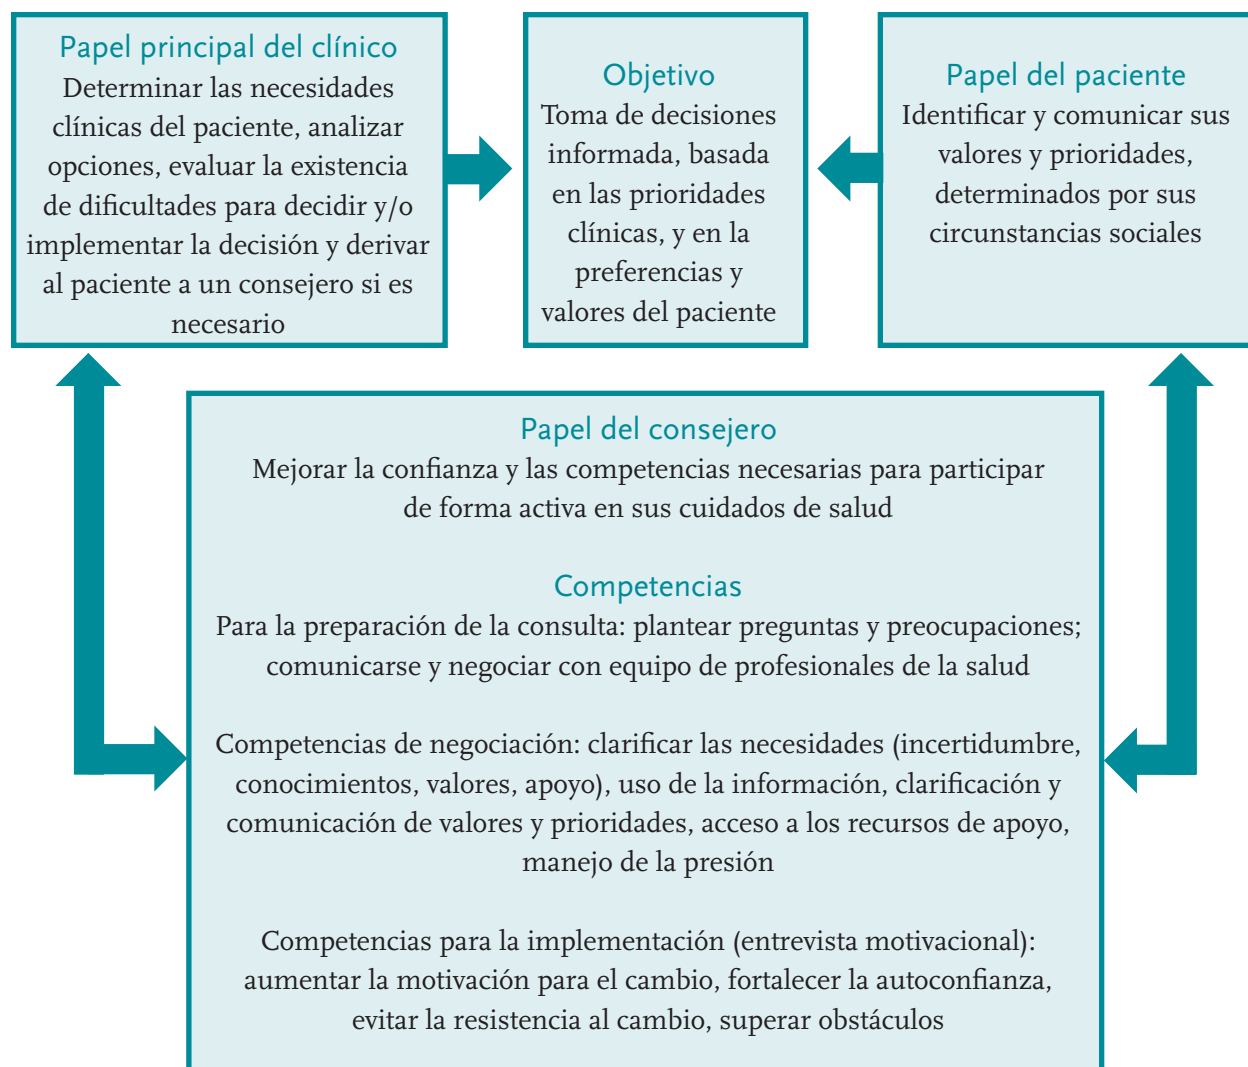 Papel principal del clínico
Determinar las necesidades
clínicas del paciente, analizar
opciones, evaluar la existencia
de dificultades para decidir y/o
implementar la decisión y derivar
al paciente a un consejero si es
necesario
Objetivo
Toma de decisiones
informada, basada
en las prioridades
clínicas, y en la
preferencias y
valores del paciente
Papel del paciente
Identificar y comunicar sus
valores y prioridades,
determinados por sus
circunstancias sociales
Papel del consejero
Mejorar la confianza y las competencias necesarias para participar
de forma activa en sus cuidados de salud
Competencias
Para la preparación de la consulta: plantear preguntas y preocupaciones;
comunicarse y negociar con equipo de profesionales de la salud
Competencias de negociación: clarificar las necesidades (incertidumbre,
conocimientos, valores, apoyo), uso de la información, clarificación y
comunicación de valores y prioridades, acceso a los recursos de apoyo,
manejo de la presión
Competencias para la implementación (entrevista motivacional):
aumentar la motivación para el cambio, fortalecer la autoconfianza,
evitar la resistencia al cambio, superar obstáculos